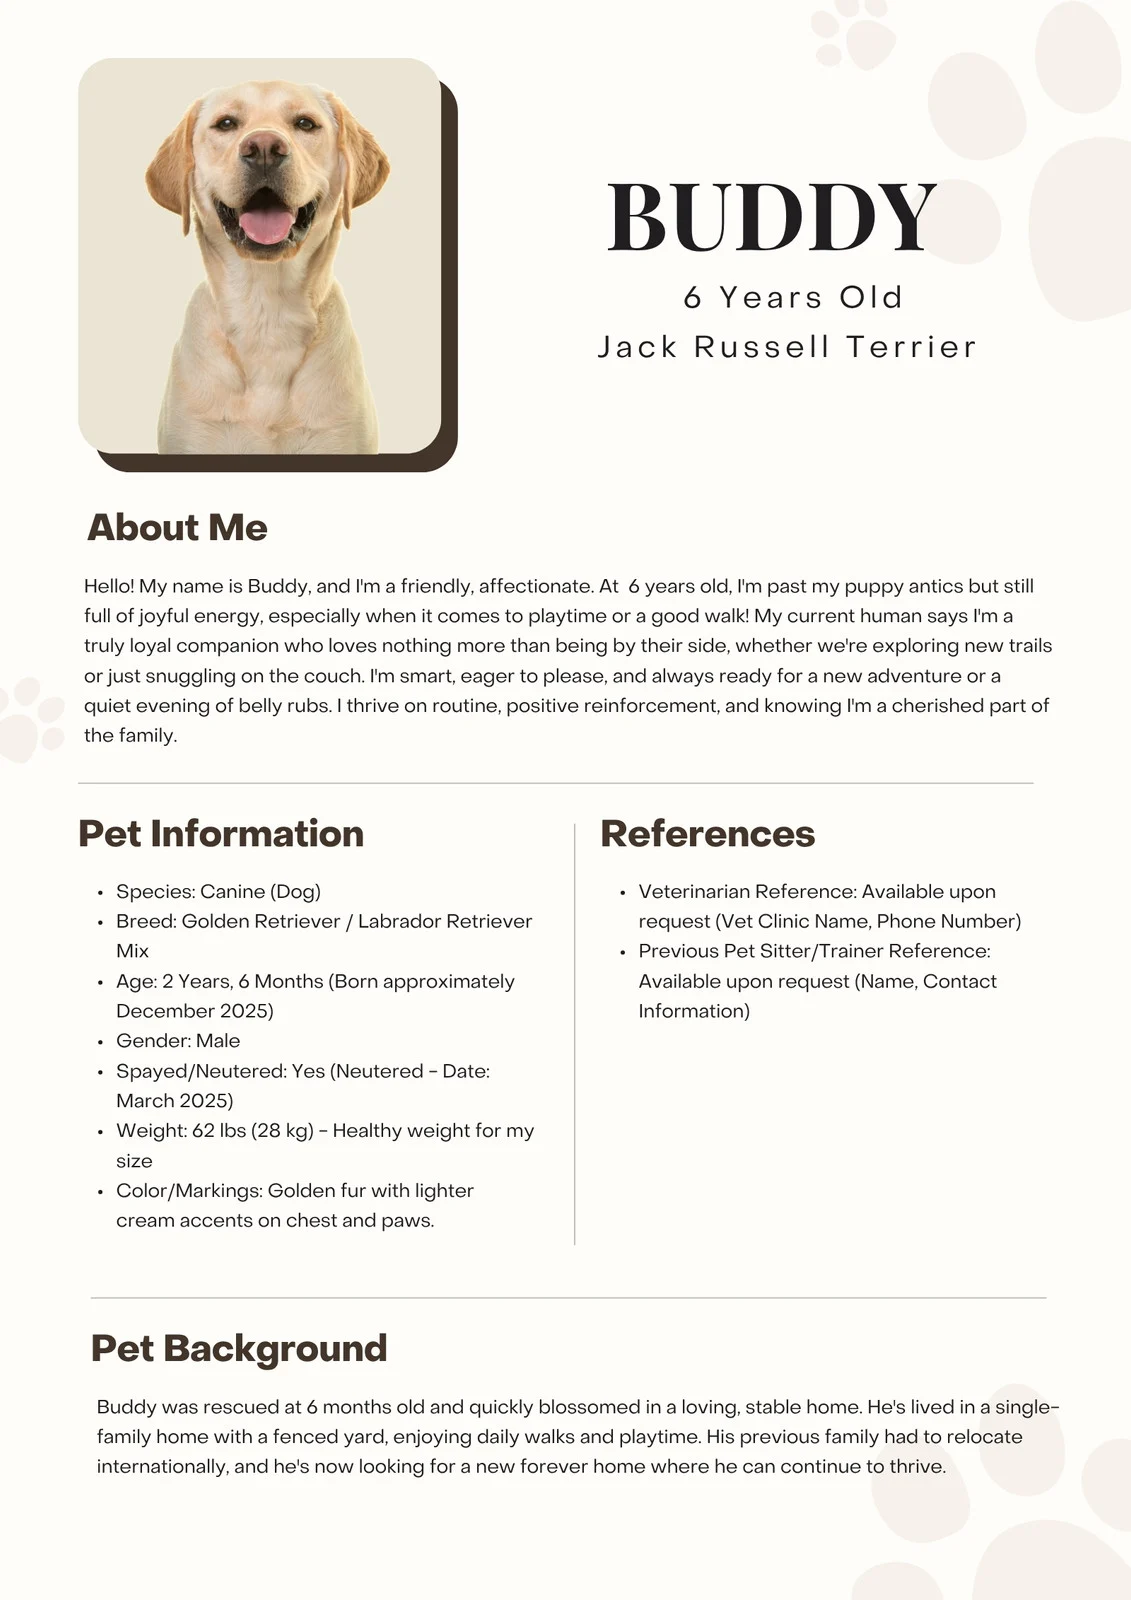 BUDDY
6 Years Old
Jack Russell Terrier
About Me
Hello! My name is Buddy, and I'm a friendly, affectionate. At  6 years old, I'm past my puppy antics but still
full of joyful energy, especially when it comes to playtime or a good walk! My current human says I'm a
truly loyal companion who loves nothing more than being by their side, whether we're exploring new trails
or just snuggling on the couch. I'm smart, eager to please, and always ready for a new adventure or a
quiet evening of belly rubs. I thrive on routine, positive reinforcement, and knowing I'm a cherished part of
the family.
Pet Information
• Species: Canine (Dog)
• Breed: Golden Retriever / Labrador Retriever
Mix
• Age: 2 Years, 6 Months (Born approximately
December 2025)
• Gender: Male
• Spayed/Neutered: Yes (Neutered - Date:
March 2025)
• Weight: 62 lbs (28 kg) - Healthy weight for my
size
• Color/Markings: Golden fur with lighter
cream accents on chest and paws.
References
• Veterinarian Reference: Available upon
request (Vet Clinic Name, Phone Number)
• Previous Pet Sitter/Trainer Reference:
Available upon request (Name, Contact
Information)
Pet Background
Buddy was rescued at 6 months old and quickly blossomed in a loving, stable home. He's lived in a single-
family home with a fenced yard, enjoying daily walks and playtime. His previous family had to relocate
internationally, and he's now looking for a new forever home where he can continue to thrive.